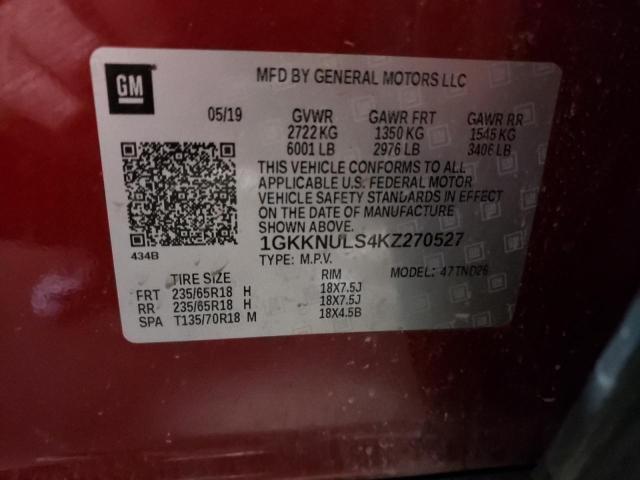 GM
MFD BY GENERAL MOTORS LLC
05/19 GVWR GAWR FRT GAWR RR
2722 KG 1350 KG 1545 KG
6001 LB 2976 LB 3406 LB
THIS VEHICLE CONFORMS TO ALL
APPLICABLE U.S. FEDERAL MOTOR
VEHICLE SAFETY STANDARDS IN EFFECT
ON THE DATE OF MANUFACTURE
SHOWN ABOVE.
434B
1GKKNULS4KZ270527
TYPE: M.P.V. MODEL: 47TND26
TIRE SIZE RIM
FRT 235/65R18 H 18X7.5J
RR 235/65R18 H 18X7.5J
SPA T135/70R18 M 18X4.5B